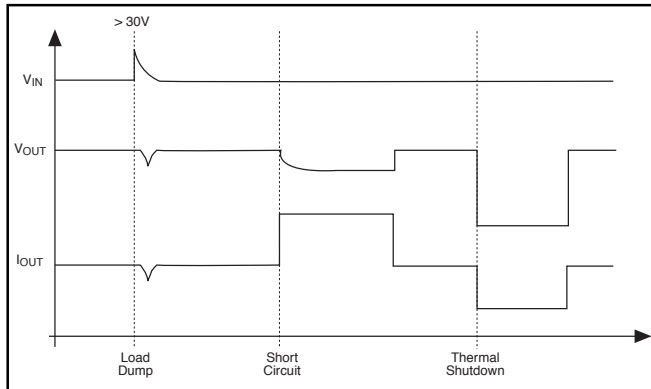 > 30V
VIN
VOUT
IOUT
Load
Dump
Short
Circuit
Thermal
Shutdown